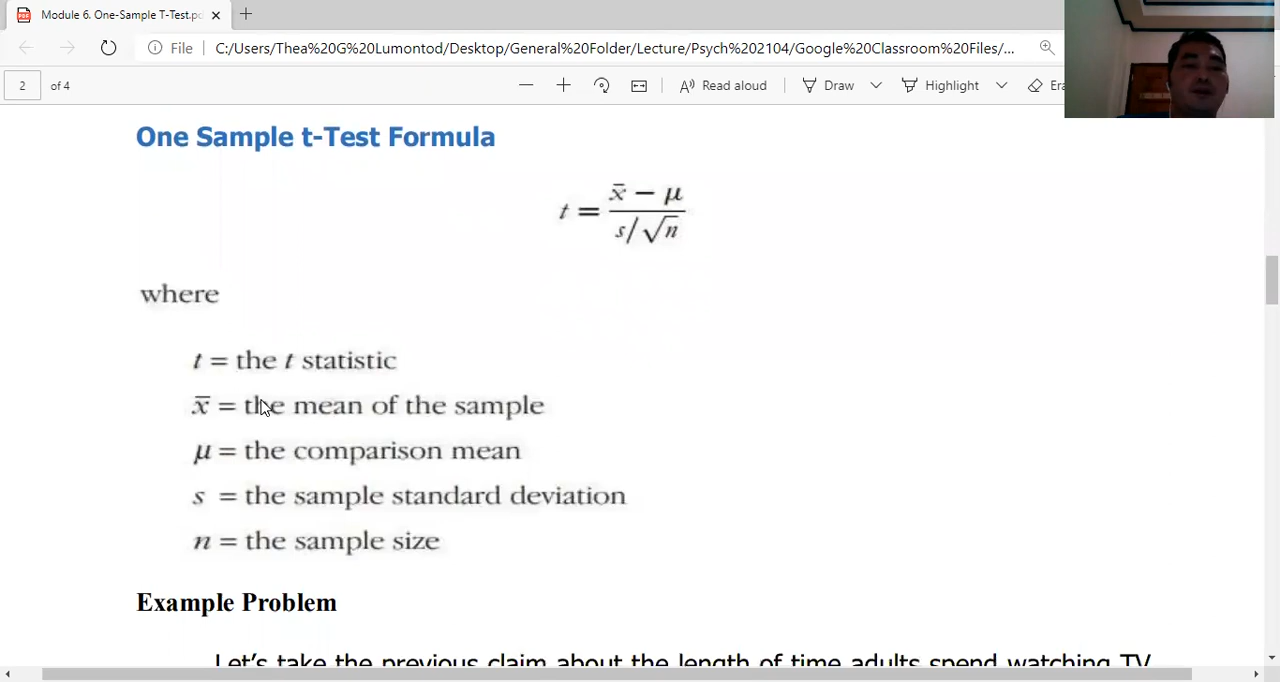 Module 6. One-Sample T-Test.pd
File
C:/Users/Thea%20G%20Lumontod/Desktop/General%20Folder/Lecture/Psych%202104/Google%20Classroom%20Files/...
2 of 4
Read aloud
Draw
Highlight
Era
One Sample t-Test Formula
t = x̄ − μ / s/√n
where
t = the t statistic
x̄ = the mean of the sample
μ = the comparison mean
s = the sample standard deviation
n = the sample size
Example Problem
Let's take the previous claim about the length of time adults spend watching TV